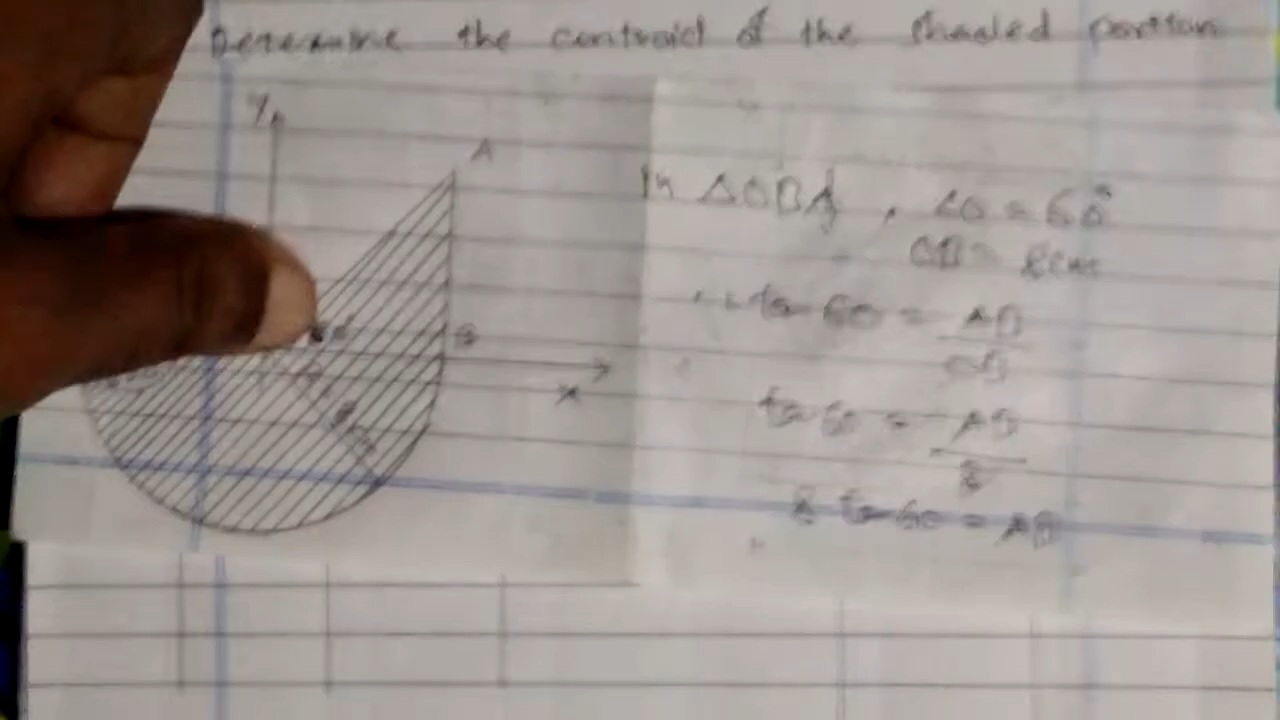 Determine the centroid of the shaded portion
Y
A
In △OBA, ∠O = 60°
OB = 8cm
B
tan 60 = AB
OB
X
tan 60 = AB
8
8 tan 60 = AB